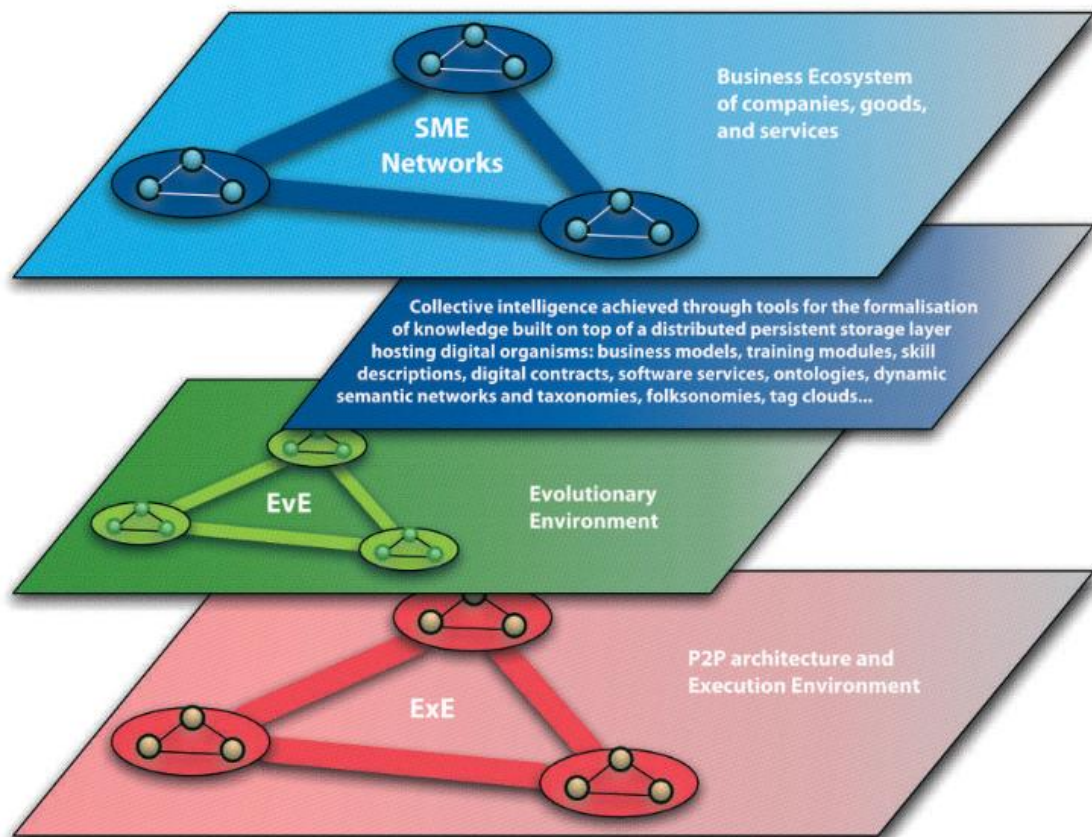 SME
Networks
Business Ecosystem
of companies, goods,
and services
Collective intelligence achieved through tools for the formalisation
of knowledge built on top of a distributed persistent storage layer
hosting digital organisms: business models, training modules, skill
descriptions, digital contracts, software services, ontologies, dynamic
semantic networks and taxonomies, folksonomies, tag clouds...
EvE
Evolutionary
Environment
ExE
P2P architecture and
Execution Environment